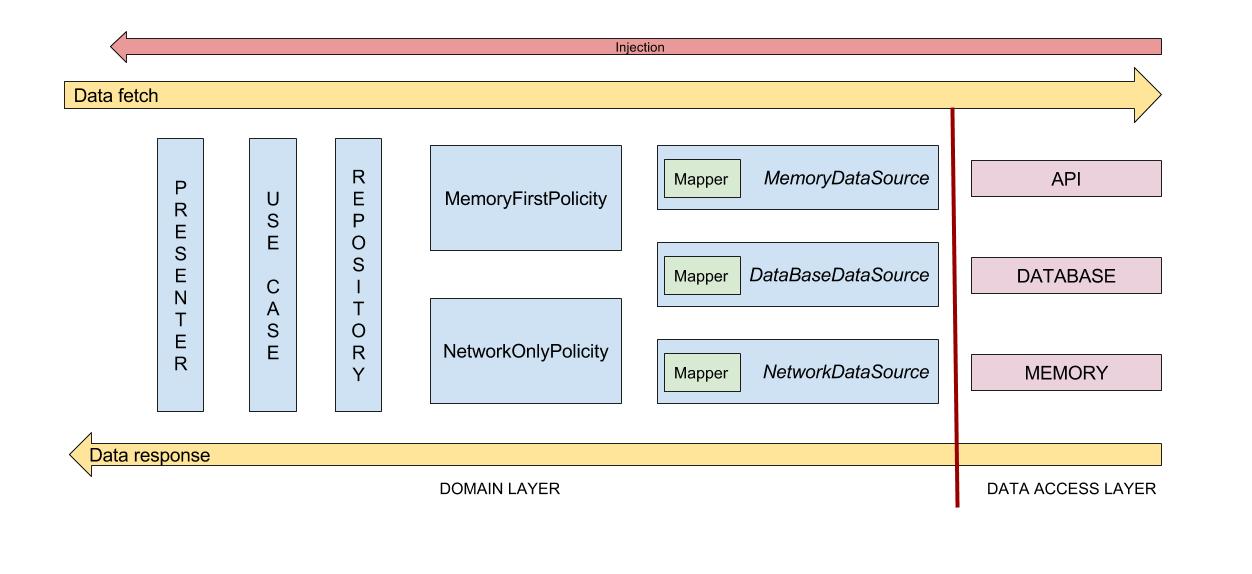 Injection
Data fetch
PRESENTER
USE CASE
REPOSITORY
MemoryFirstPolicity
NetworkOnlyPolicity
Mapper MemoryDataSource
Mapper DataBaseDataSource
Mapper NetworkDataSource
API
DATABASE
MEMORY
Data response
DOMAIN LAYER
DATA ACCESS LAYER